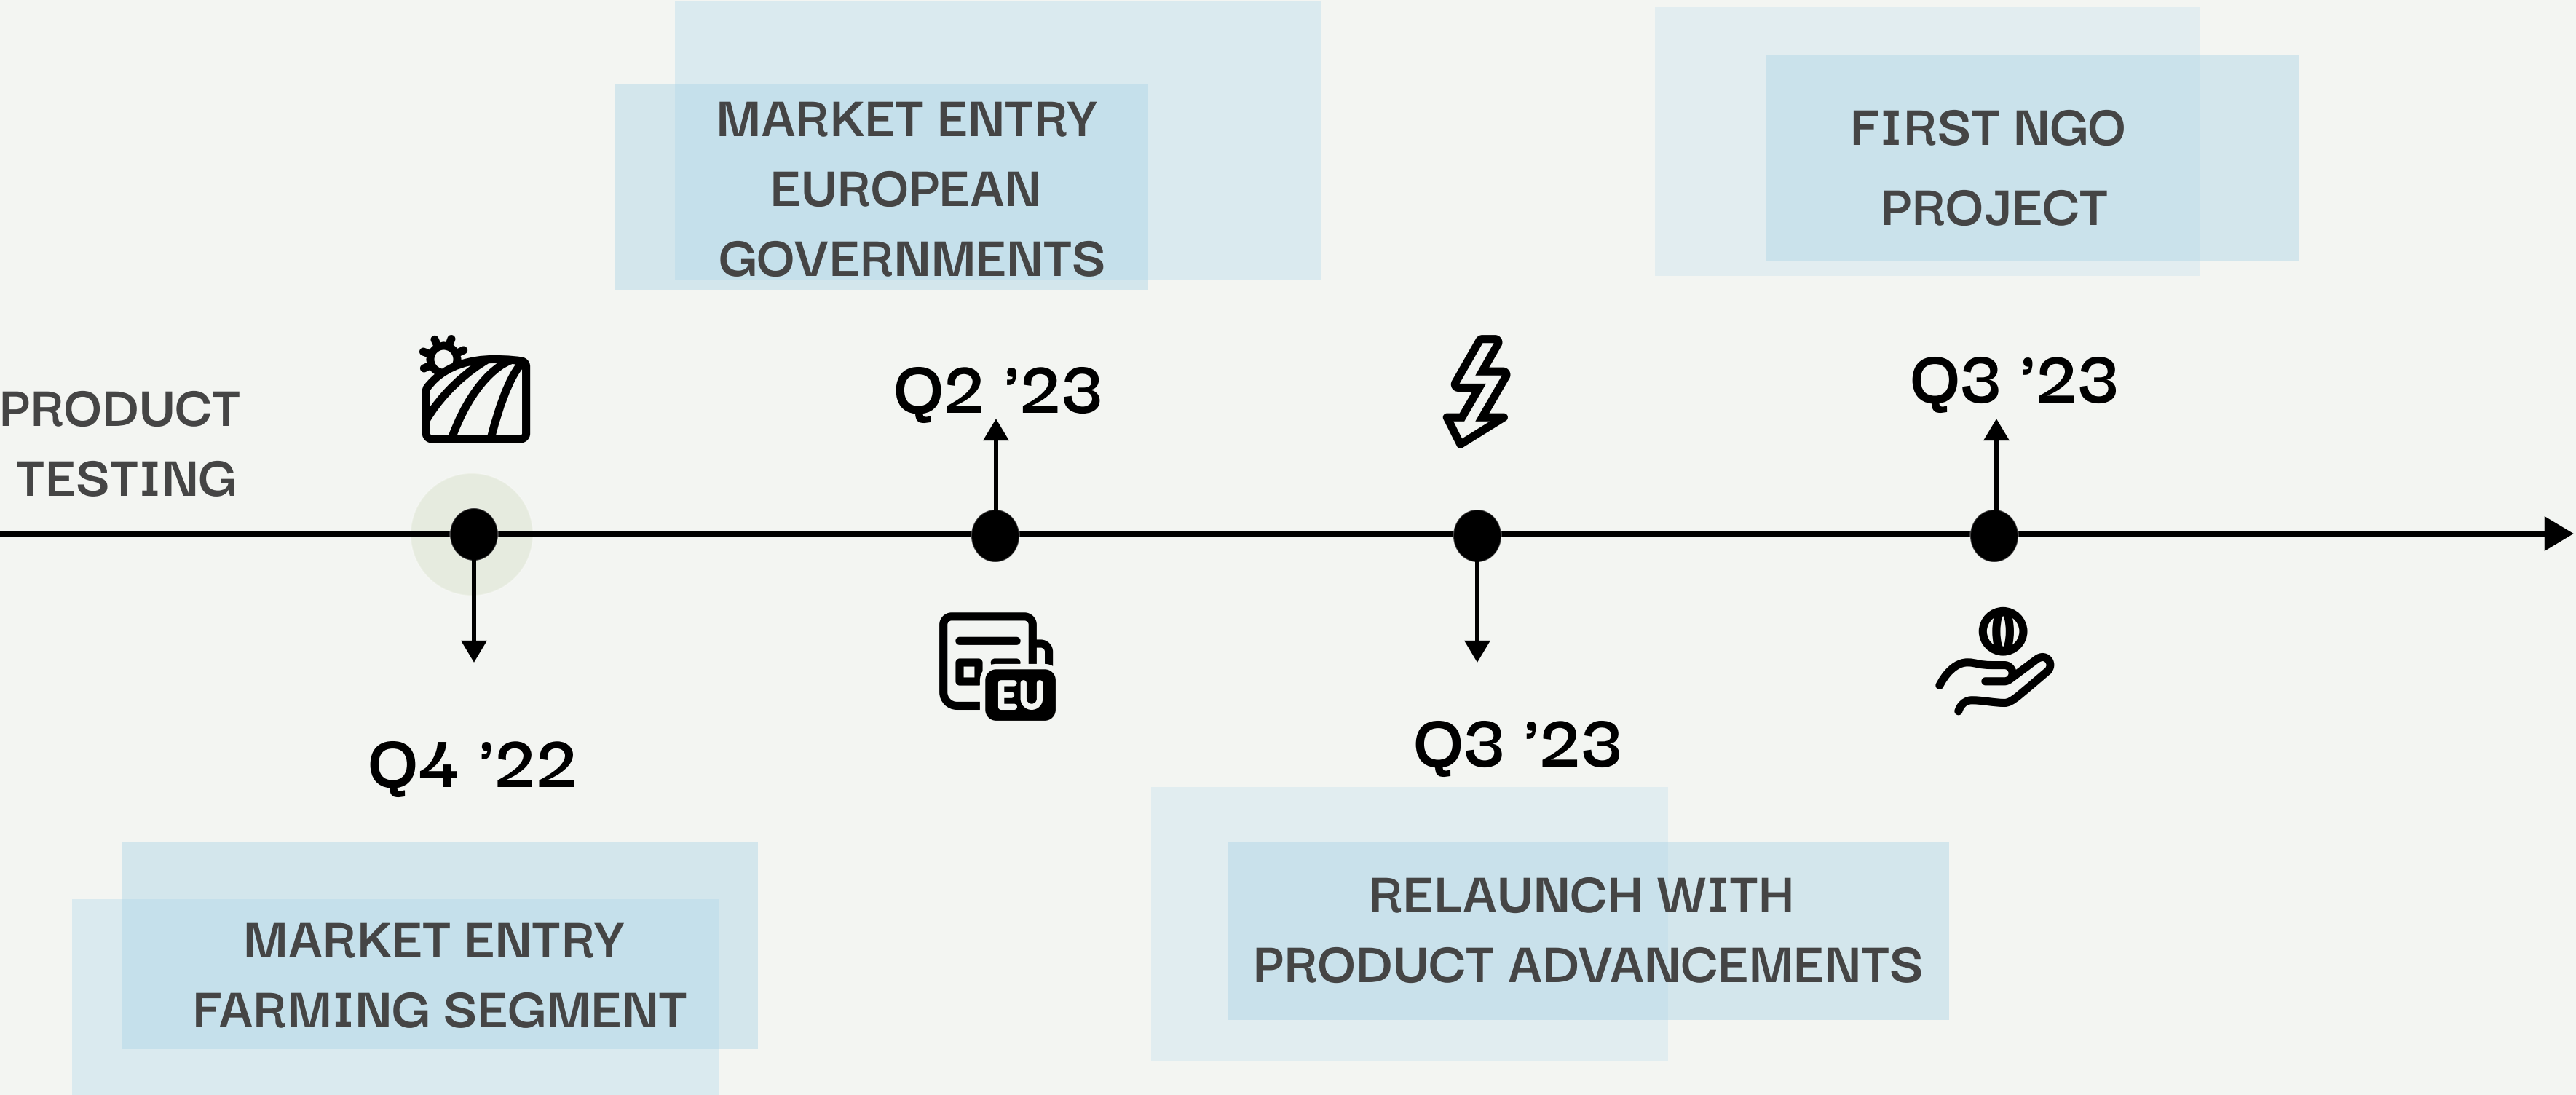 PRODUCT
TESTING
Q4 ’22
MARKET ENTRY
FARMING SEGMENT
MARKET ENTRY
EUROPEAN
GOVERNMENTS
Q2 ’23
EU
Q3 ’23
RELAUNCH WITH
PRODUCT ADVANCEMENTS
FIRST NGO
PROJECT
Q3 ’23